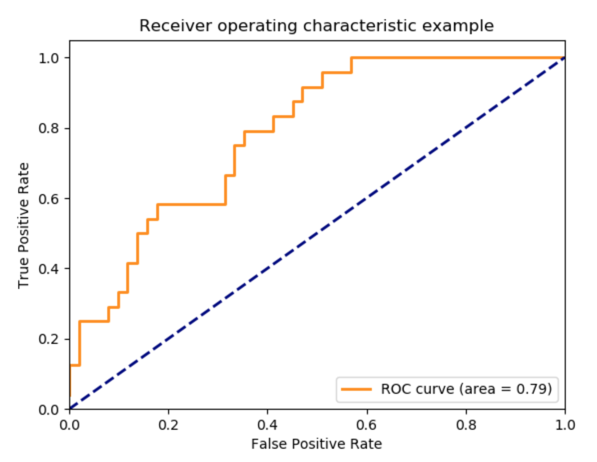 Receiver operating characteristic example
1.0
0.8
0.6
0.4
0.2
0.0
True Positive Rate
ROC curve (area = 0.79)
0.0 0.2 0.4 0.6 0.8 1.0
False Positive Rate